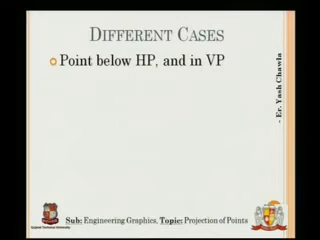 DIFFERENT CASES
Point below HP, and in VP
- Er. Yash Chawla
Sub: Engineering Graphics, Topic: Projection of Points